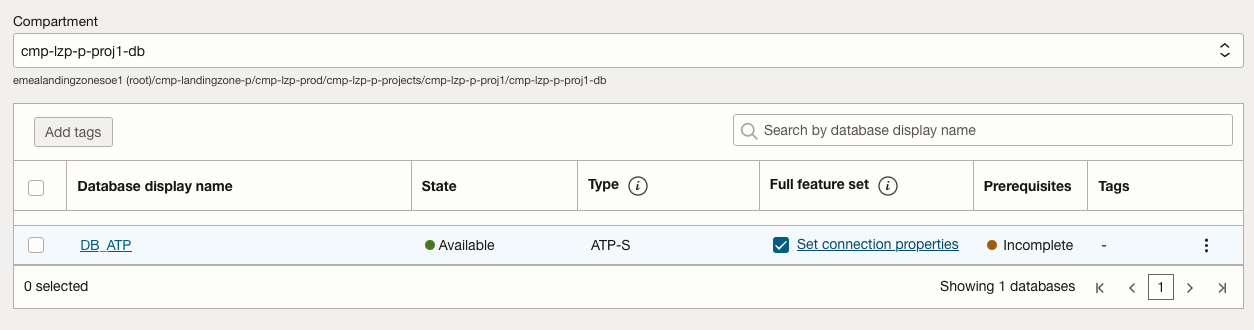 Compartment
cmp-lzp-p-proj1-db
emealandingzonesoe1 (root)/cmp-landingzone-p/cmp-lzp-prod/cmp-lzp-p-projects/cmp-lzp-p-proj1/cmp-lzp-p-proj1-db
Add tags
Search by database display name
Database display name State Type i Full feature set i Prerequisites Tags
DB_ATP Available ATP-S Set connection properties Incomplete -
0 selected Showing 1 databases 1